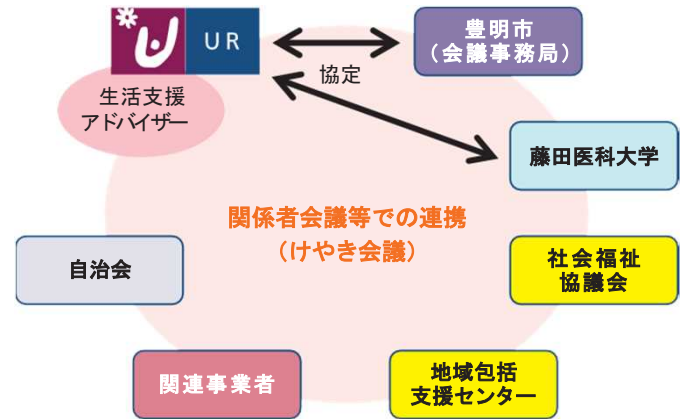 UR
豊明市
（会議事務局）
協定
生活支援
アドバイザー
藤田医科大学
関係者会議等での連携
（けやき会議）
自治会
社会福祉
協議会
関連事業者
地域包括
支援センター